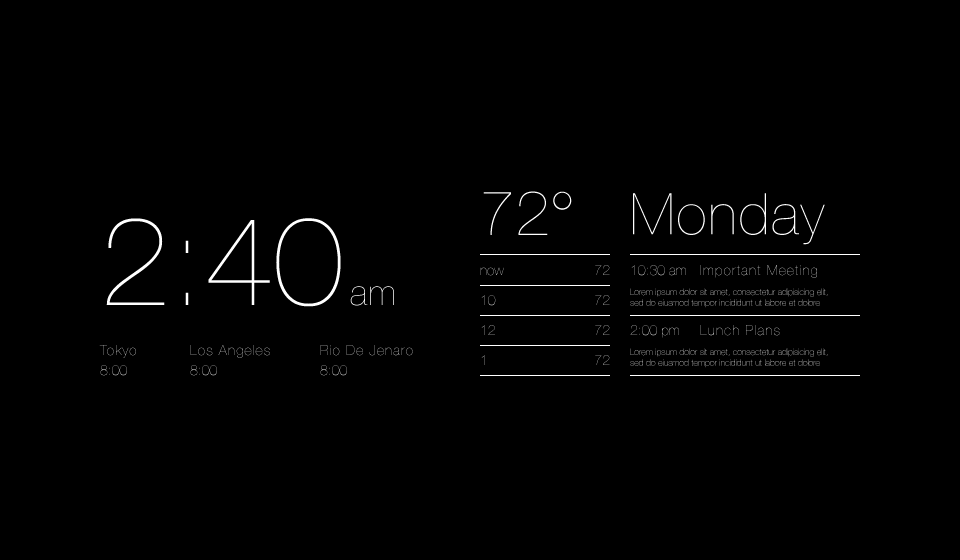 2:40 am
Tokyo Los Angeles Rio De Jenaro
8:00 8:00 8:00
72°
now 72
10 72
12 72
1 72
Monday
10:30 am Important Meeting
Lorem ipsum dolor sit amet, consectetur adipisicing elit,
sed do eiusmod tempor incididunt ut labore et dolore
2:00 pm Lunch Plans
Lorem ipsum dolor sit amet, consectetur adipisicing elit,
sed do eiusmod tempor incididunt ut labore et dolore